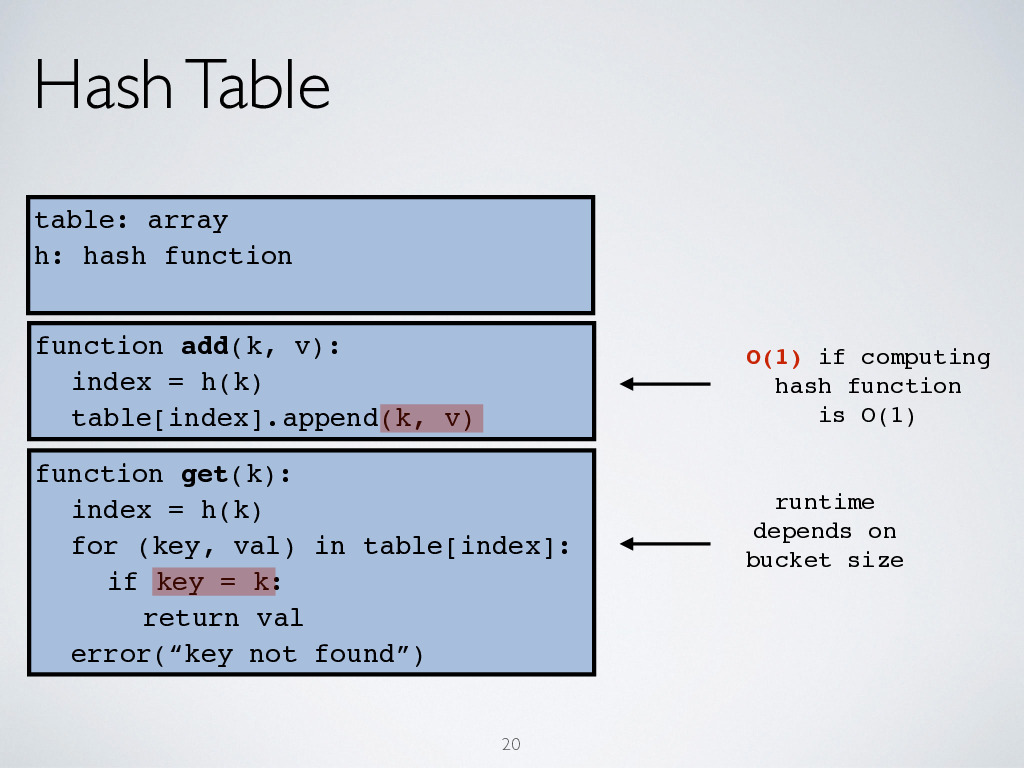 Hash Table
table: array
h: hash function
function add(k, v):
index = h(k)
table[index].append(k, v)
O(1) if computing
hash function
is O(1)
function get(k):
index = h(k)
for (key, val) in table[index]:
if key = k:
return val
error(“key not found”)
runtime
depends on
bucket size
20